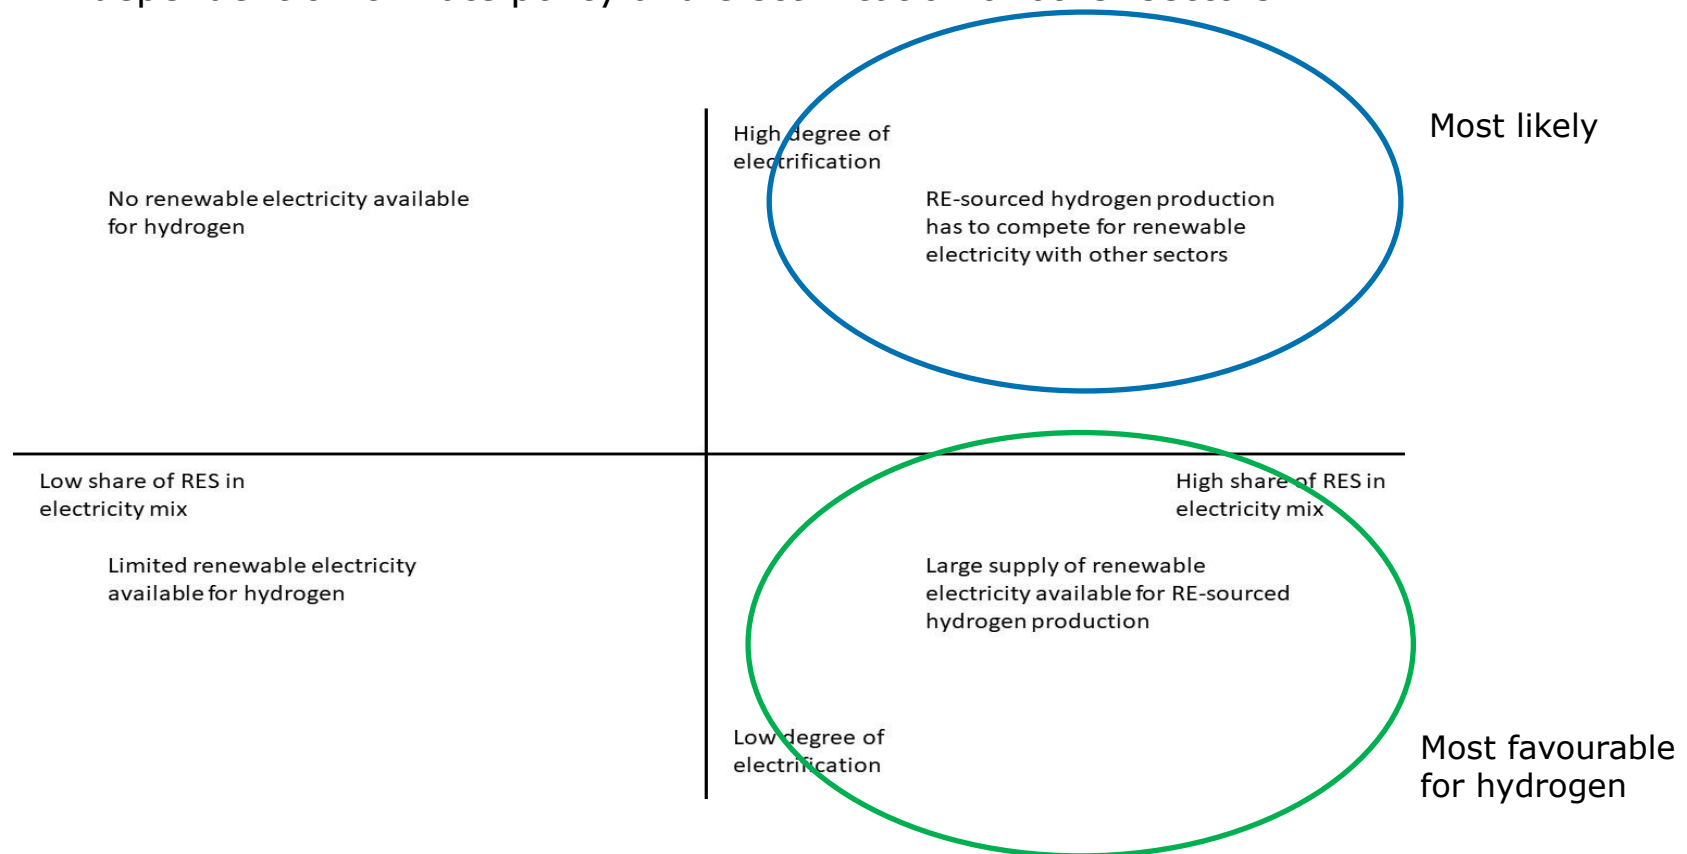 Most likely
High degree of
electrification
No renewable electricity available
for hydrogen
RE-sourced hydrogen production
has to compete for renewable
electricity with other sectors
Low share of RES in
electricity mix
High share of RES in
electricity mix
Limited renewable electricity
available for hydrogen
Large supply of renewable
electricity available for RE-sourced
hydrogen production
Low degree of
electrification
Most favourable
for hydrogen